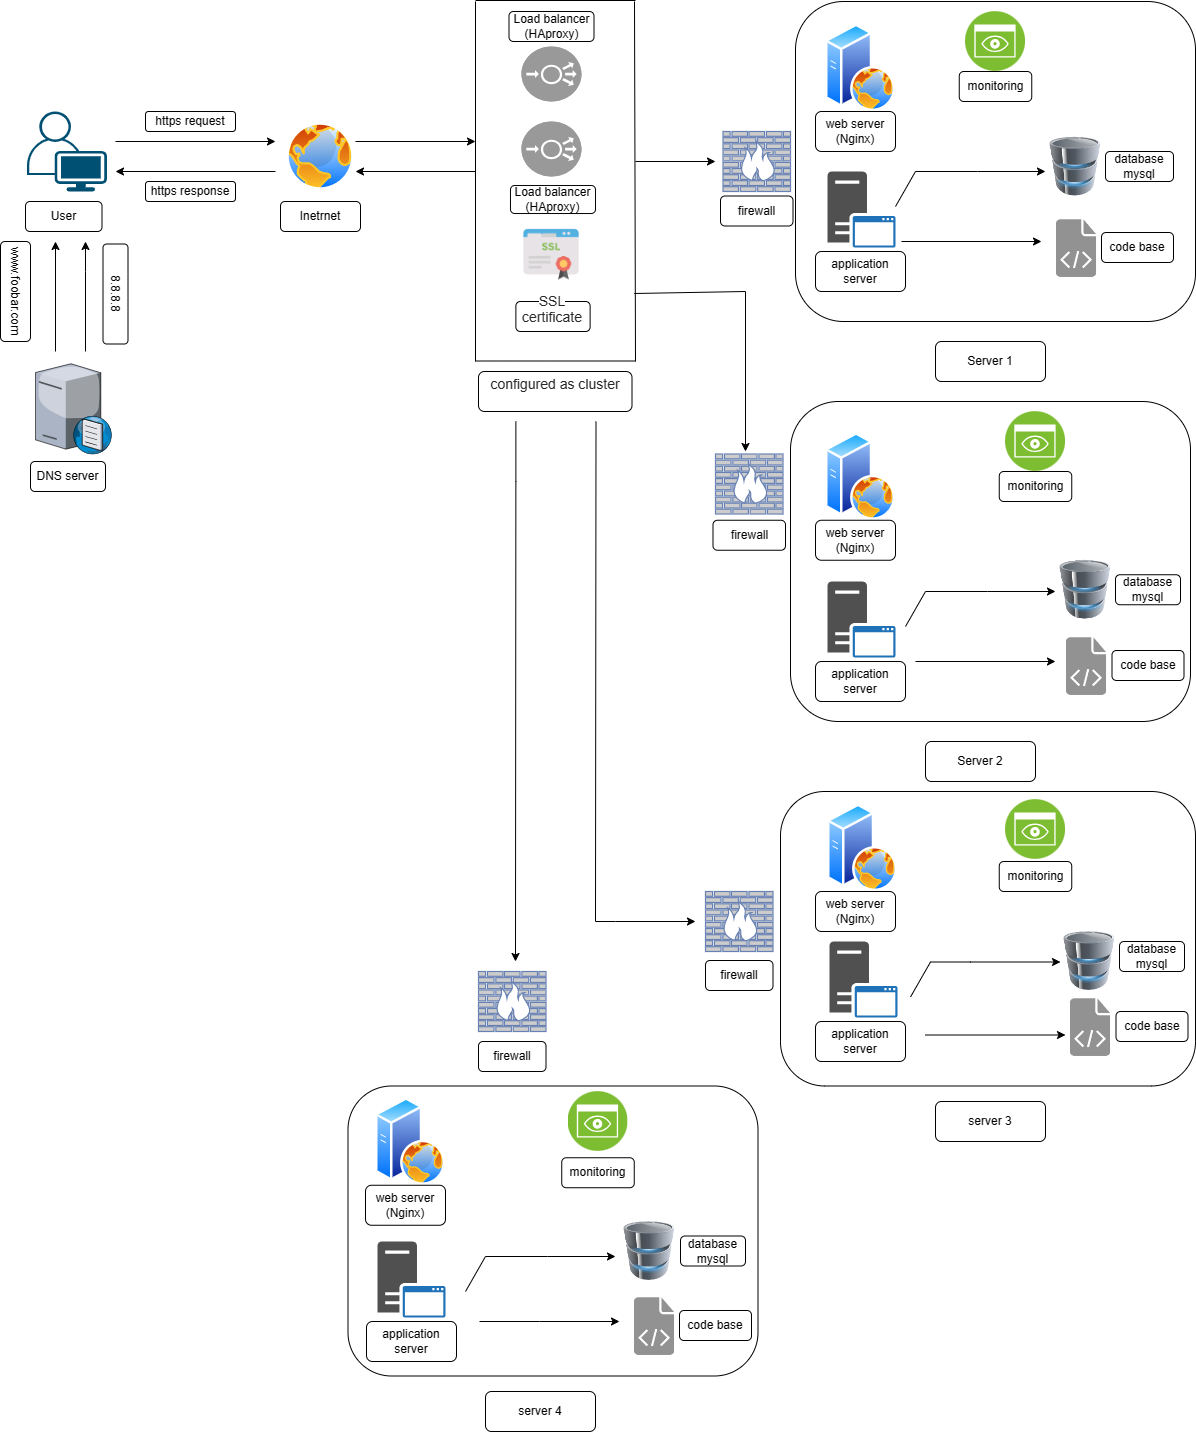 Load balancer
(HAproxy)
Load balancer
(HAproxy)
SSL
SSL
certificate
configured as cluster
https request
https response
User
Inetrnet
www.foobar.com
8.8.8.8
DNS server
firewall
web server
(Nginx)
monitoring
application
server
database
mysql
code base
Server 1
firewall
web server
(Nginx)
monitoring
application
server
database
mysql
code base
Server 2
firewall
web server
(Nginx)
monitoring
application
server
database
mysql
code base
server 3
firewall
web server
(Nginx)
monitoring
application
server
database
mysql
code base
server 4